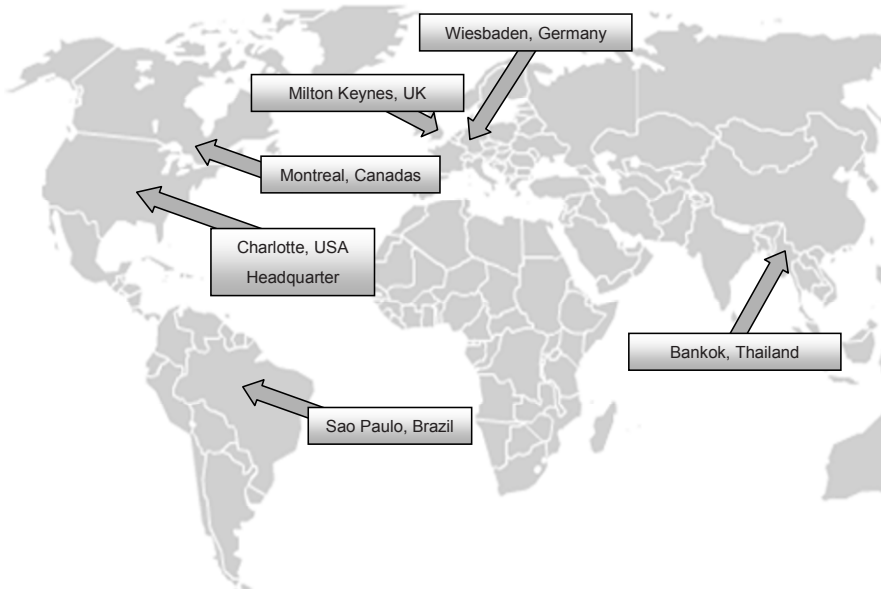 Wiesbaden, Germany
Milton Keynes, UK
Montreal, Canadas
Charlotte, USA
Headquarter
Bankok, Thailand
Sao Paulo, Brazil